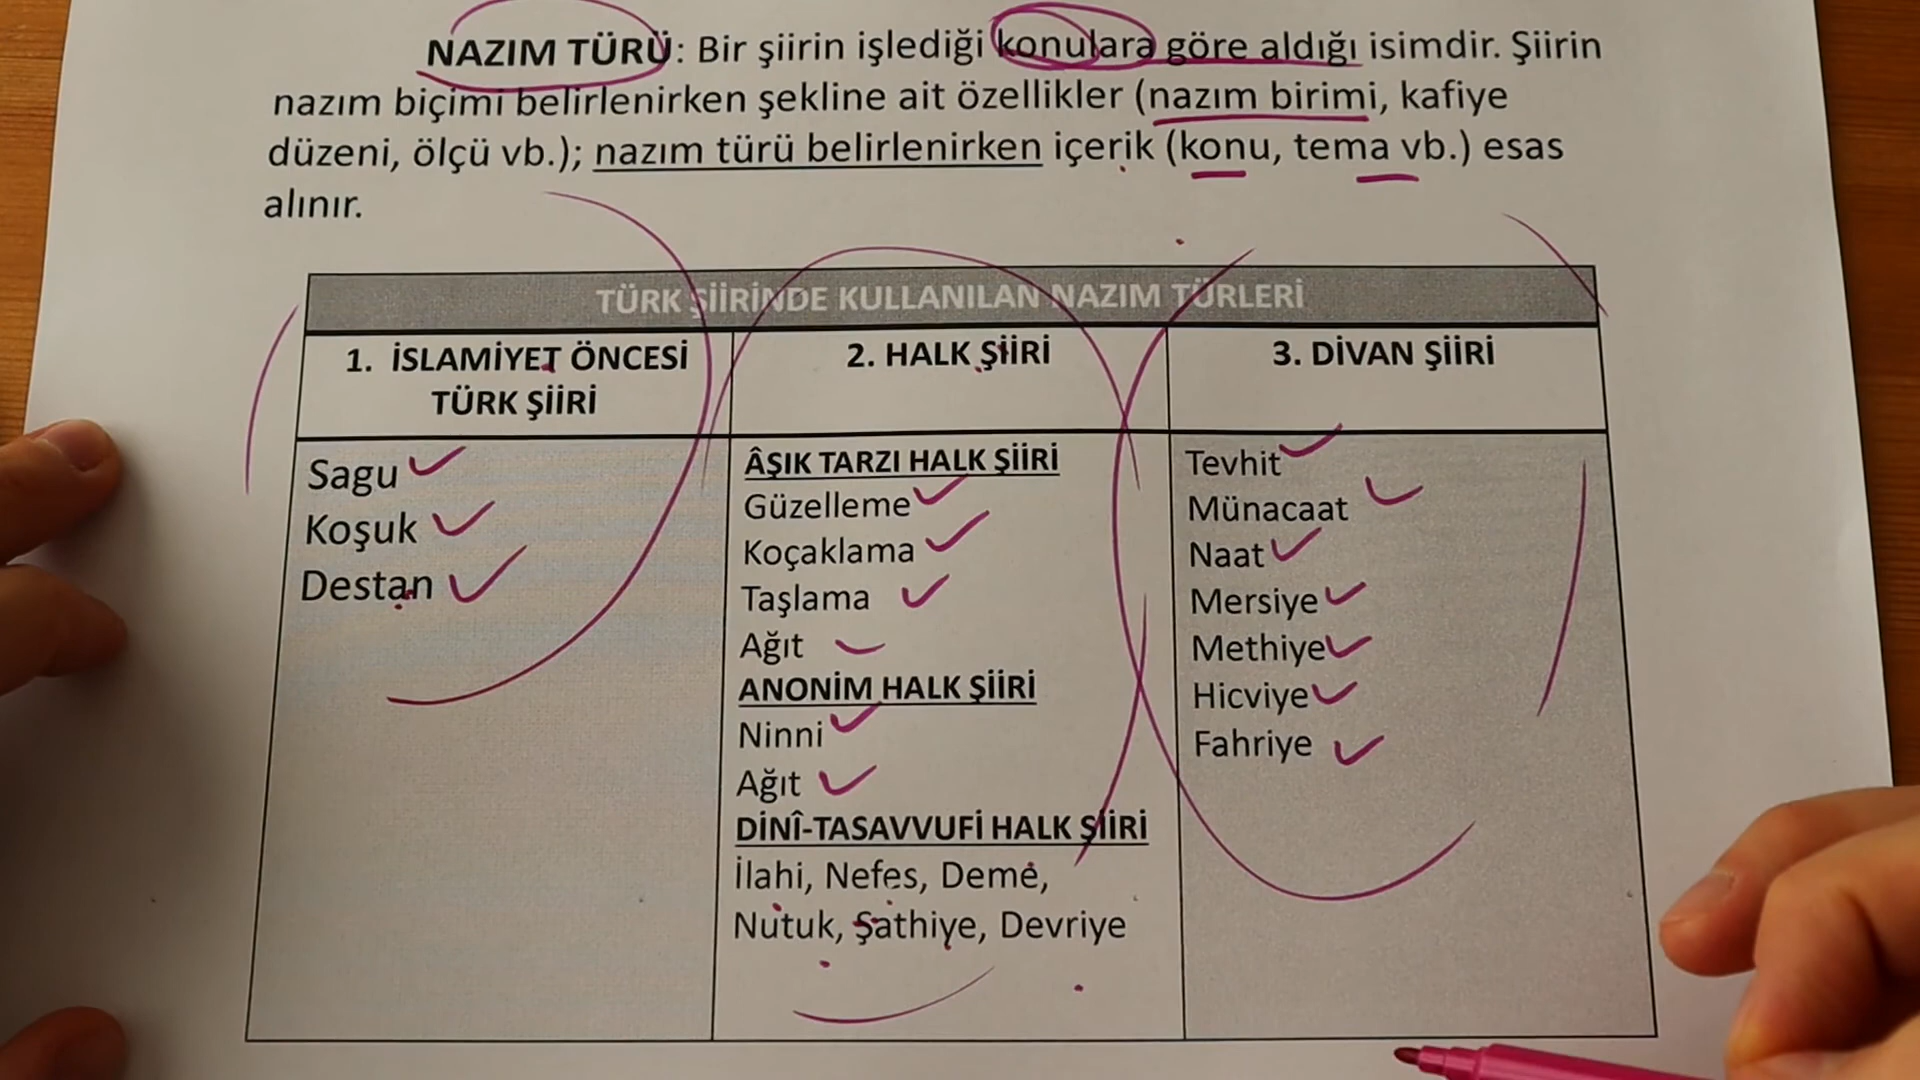 NAZIM TÜRÜ: Bir şiirin işlediği konulara göre aldığı isimdir. Şiirin
nazım biçimi belirlenirken şekline ait özellikler (nazım birimi, kafiye
düzeni, ölçü vb.); nazım türü belirlenirken içerik (konu, tema vb.) esas
alınır.
TÜRK ŞİİRİNDE KULLANILAN NAZIM TÜRLERİ
1. İSLAMİYET ÖNCESİ
TÜRK ŞİİRİ
Sagu
Koşuk
Destan
2. HALK ŞİİRİ
ÂŞIK TARZI HALK ŞİİRİ
Güzelleme
Koçaklama
Taşlama
Ağıt
ANONİM HALK ŞİİRİ
Ninni
Ağıt
DİNÎ-TASAVVUFİ HALK ŞİİRİ
İlahi, Nefes, Deme,
Nutuk, Şathiye, Devriye
3. DİVAN ŞİİRİ
Tevhit
Münacaat
Naat
Mersiye
Methiye
Hicviye
Fahriye